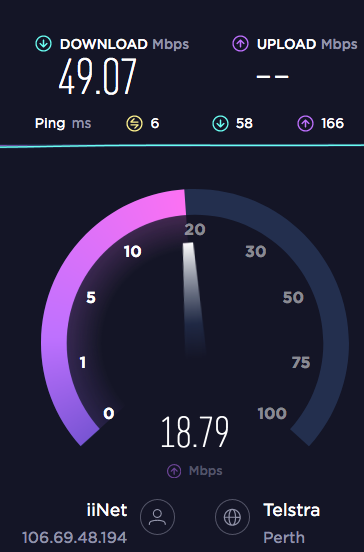 DOWNLOAD Mbps
UPLOAD Mbps
49.07
--
Ping ms
6
58
166
20
10
30
5
50
1
75
0
100
18.79
Mbps
iiNet
Telstra
106.69.48.194
Perth